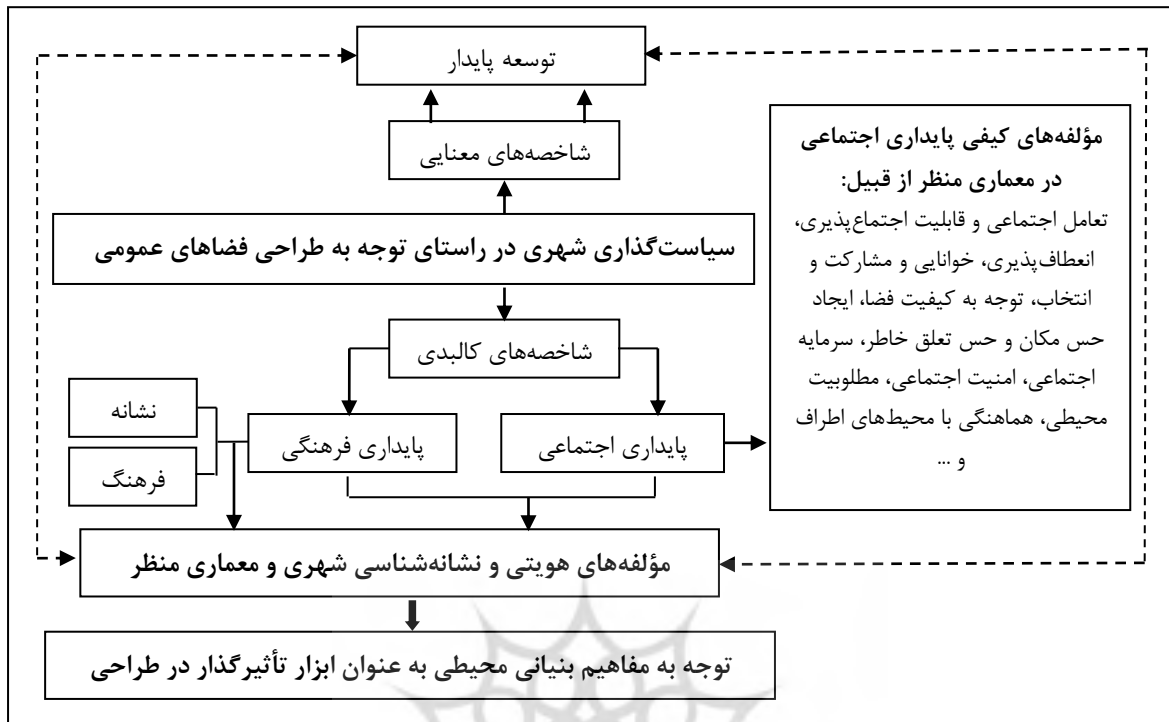 توسعه پایدار
شاخصه‌های معنایی
مؤلفه‌های کیفی پایداری اجتماعی
در معماری منظر از قبیل:
تعامل اجتماعی و قابلیت اجتماع‌پذیری،
انعطاف‌پذیری، خوانایی و مشارکت و
انتخاب، توجه به کیفیت فضا، ایجاد
حس مکان و حس تعلق خاطر، سرمایه
اجتماعی، امنیت اجتماعی، مطلوبیت
محیطی، هماهنگی با محیط‌های اطراف
و ...
سیاست‌گذاری شهری در راستای توجه به طراحی فضاهای عمومی
شاخصه‌های کالبدی
پایداری اجتماعی
پایداری فرهنگی
نشانه
فرهنگ
مؤلفه‌های هویتی و نشانه‌شناسی شهری و معماری منظر
توجه به مفاهیم بنیانی محیطی به عنوان ابزار تأثیرگذار در طراحی